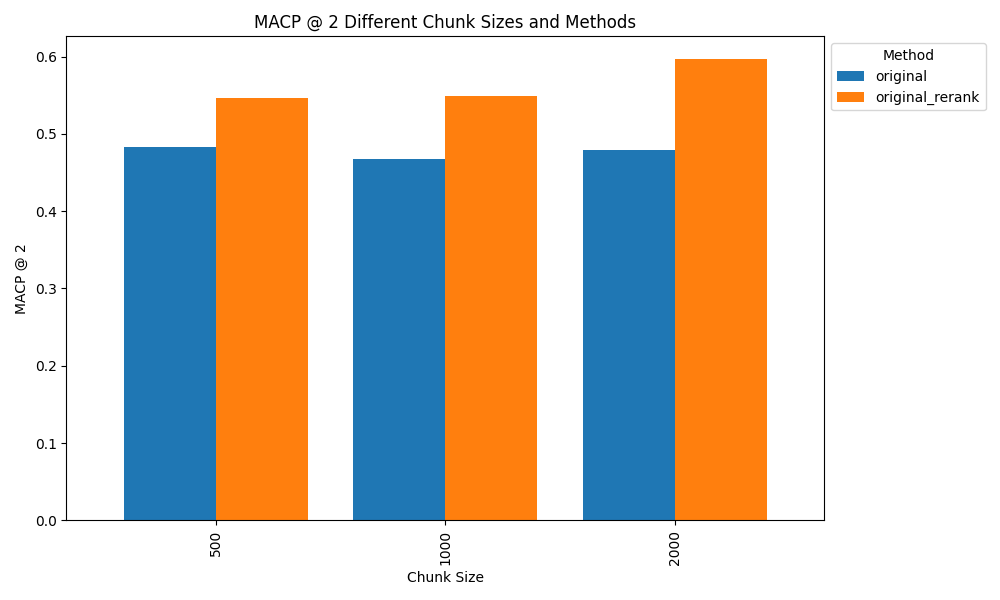 MACP @ 2 Different Chunk Sizes and Methods
Method
original
original_rerank
MACP @ 2
0.6
0.5
0.4
0.3
0.2
0.1
0.0
500
1000
2000
Chunk Size